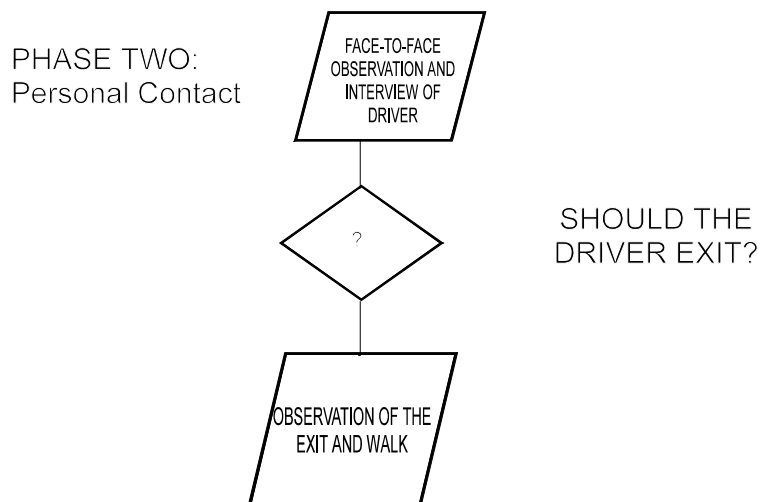 PHASE TWO:
Personal Contact
FACE-TO-FACE
OBSERVATION AND
INTERVIEW OF
DRIVER
?
SHOULD THE
DRIVER EXIT?
OBSERVATION OF THE
EXIT AND WALK